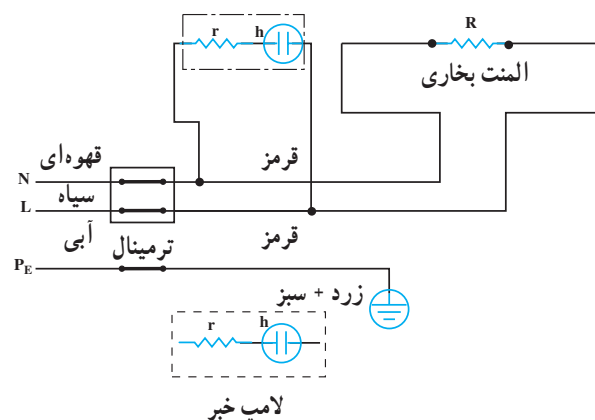 r h
R
المنت بخاری
قهوه‌ای
قرمز
N
سیاه
L
آبی
ترمینال
قرمز
PE
زرد + سبز
r h
لامپ خبر